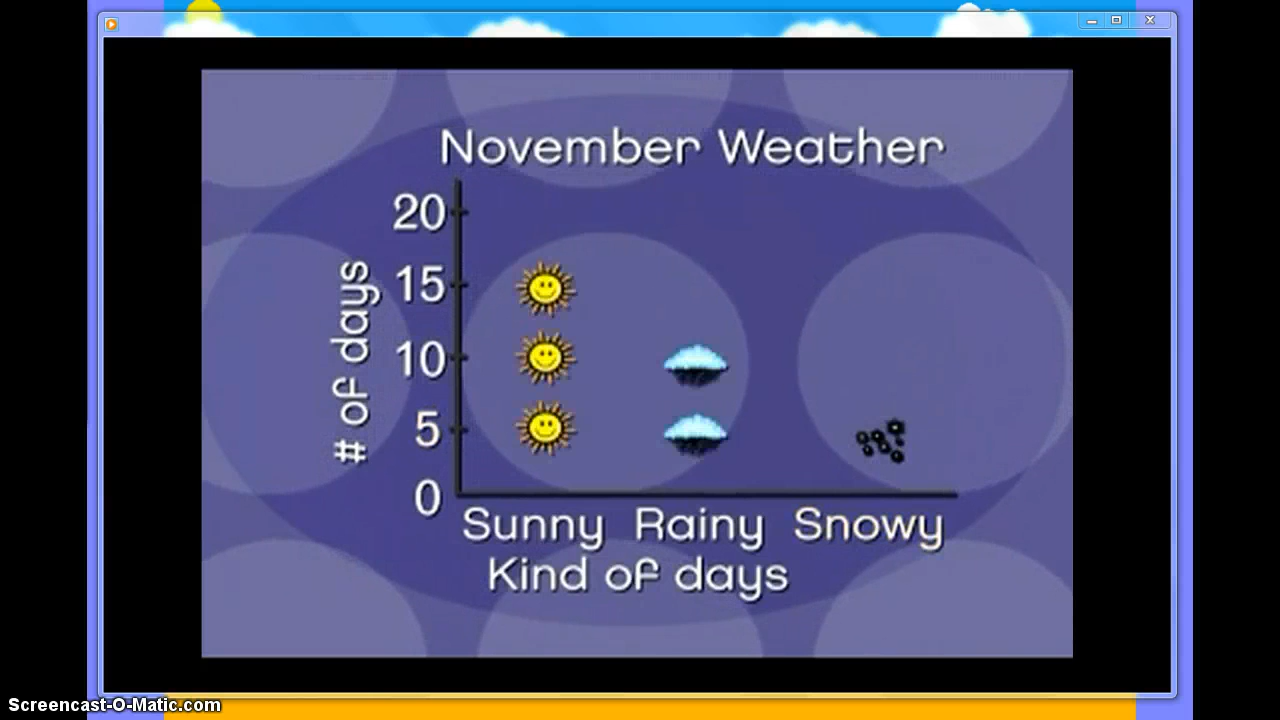 November Weather
20
15
10
5
0
# of days
Sunny Rainy Snowy
Kind of days
Screencast-O-Matic.com